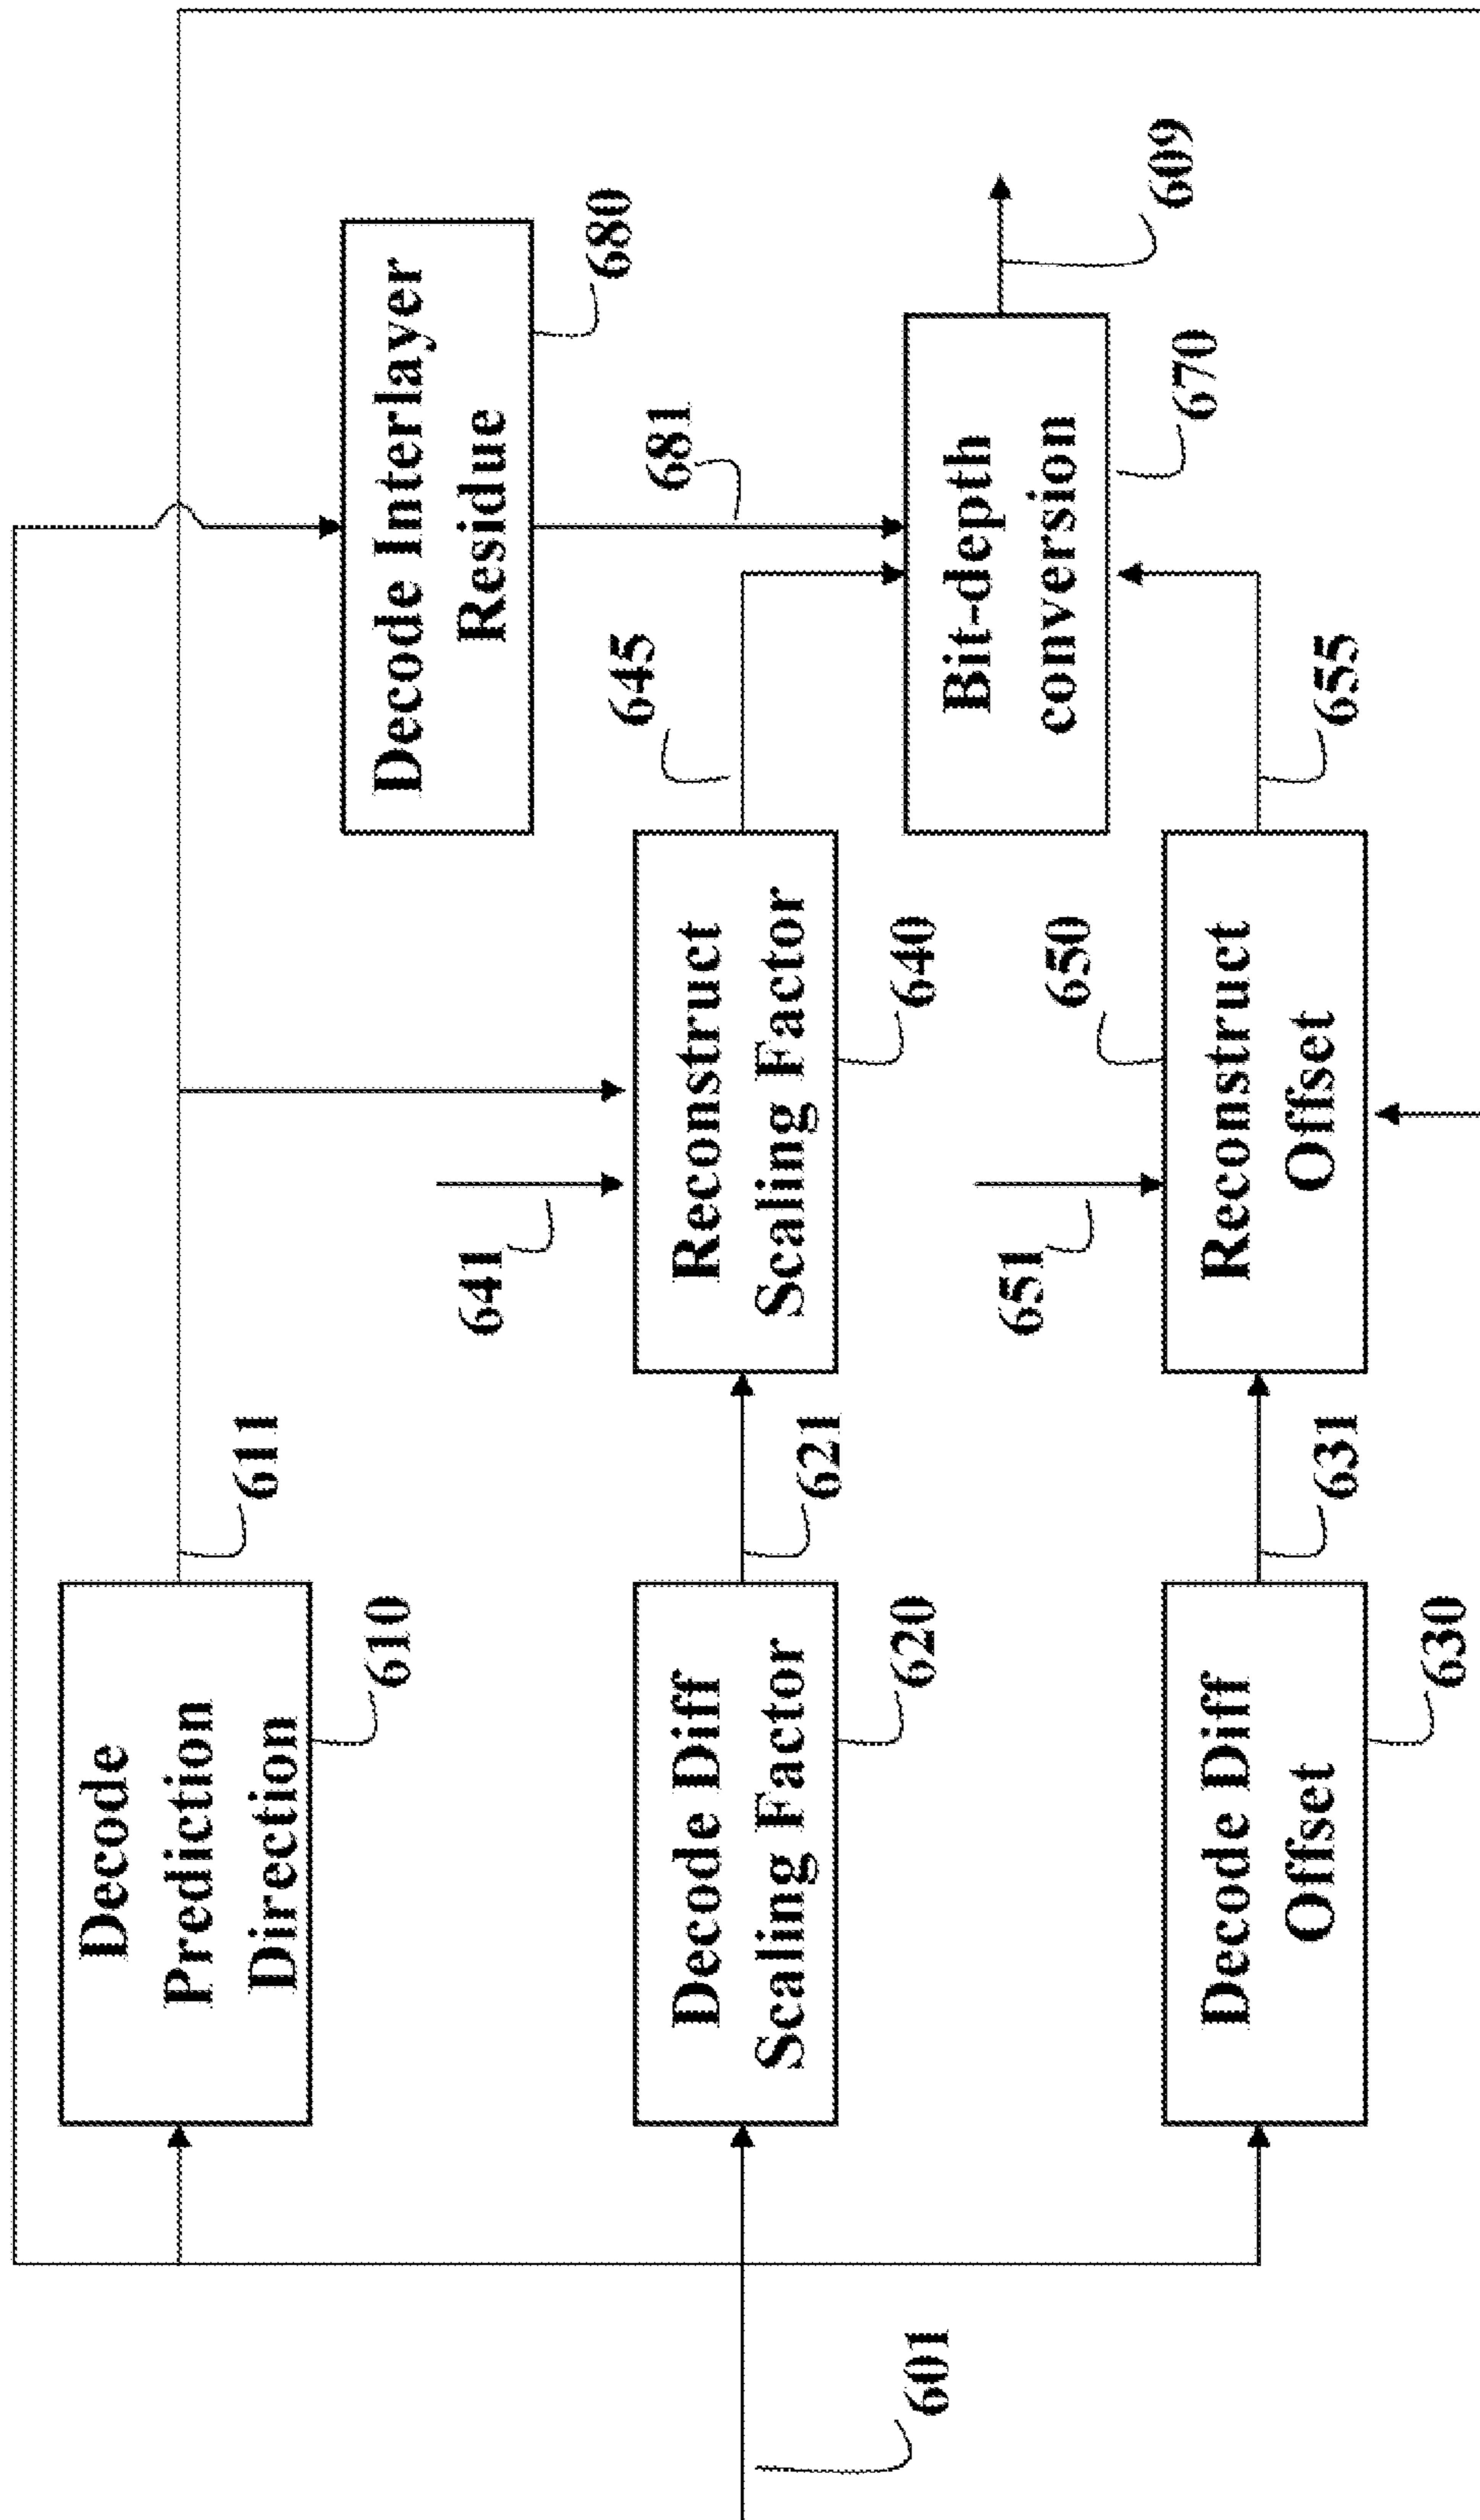 Decode
Prediction
Direction
610
611
Decode Interlayer
Residue
680
681
641
645
601
Decode Diff
Scaling Factor
620
621
Reconstruct
Scaling Factor
640
Bit-depth
conversion
670
609
651
650
Decode Diff
Offset
630
631
Reconstruct
Offset
655